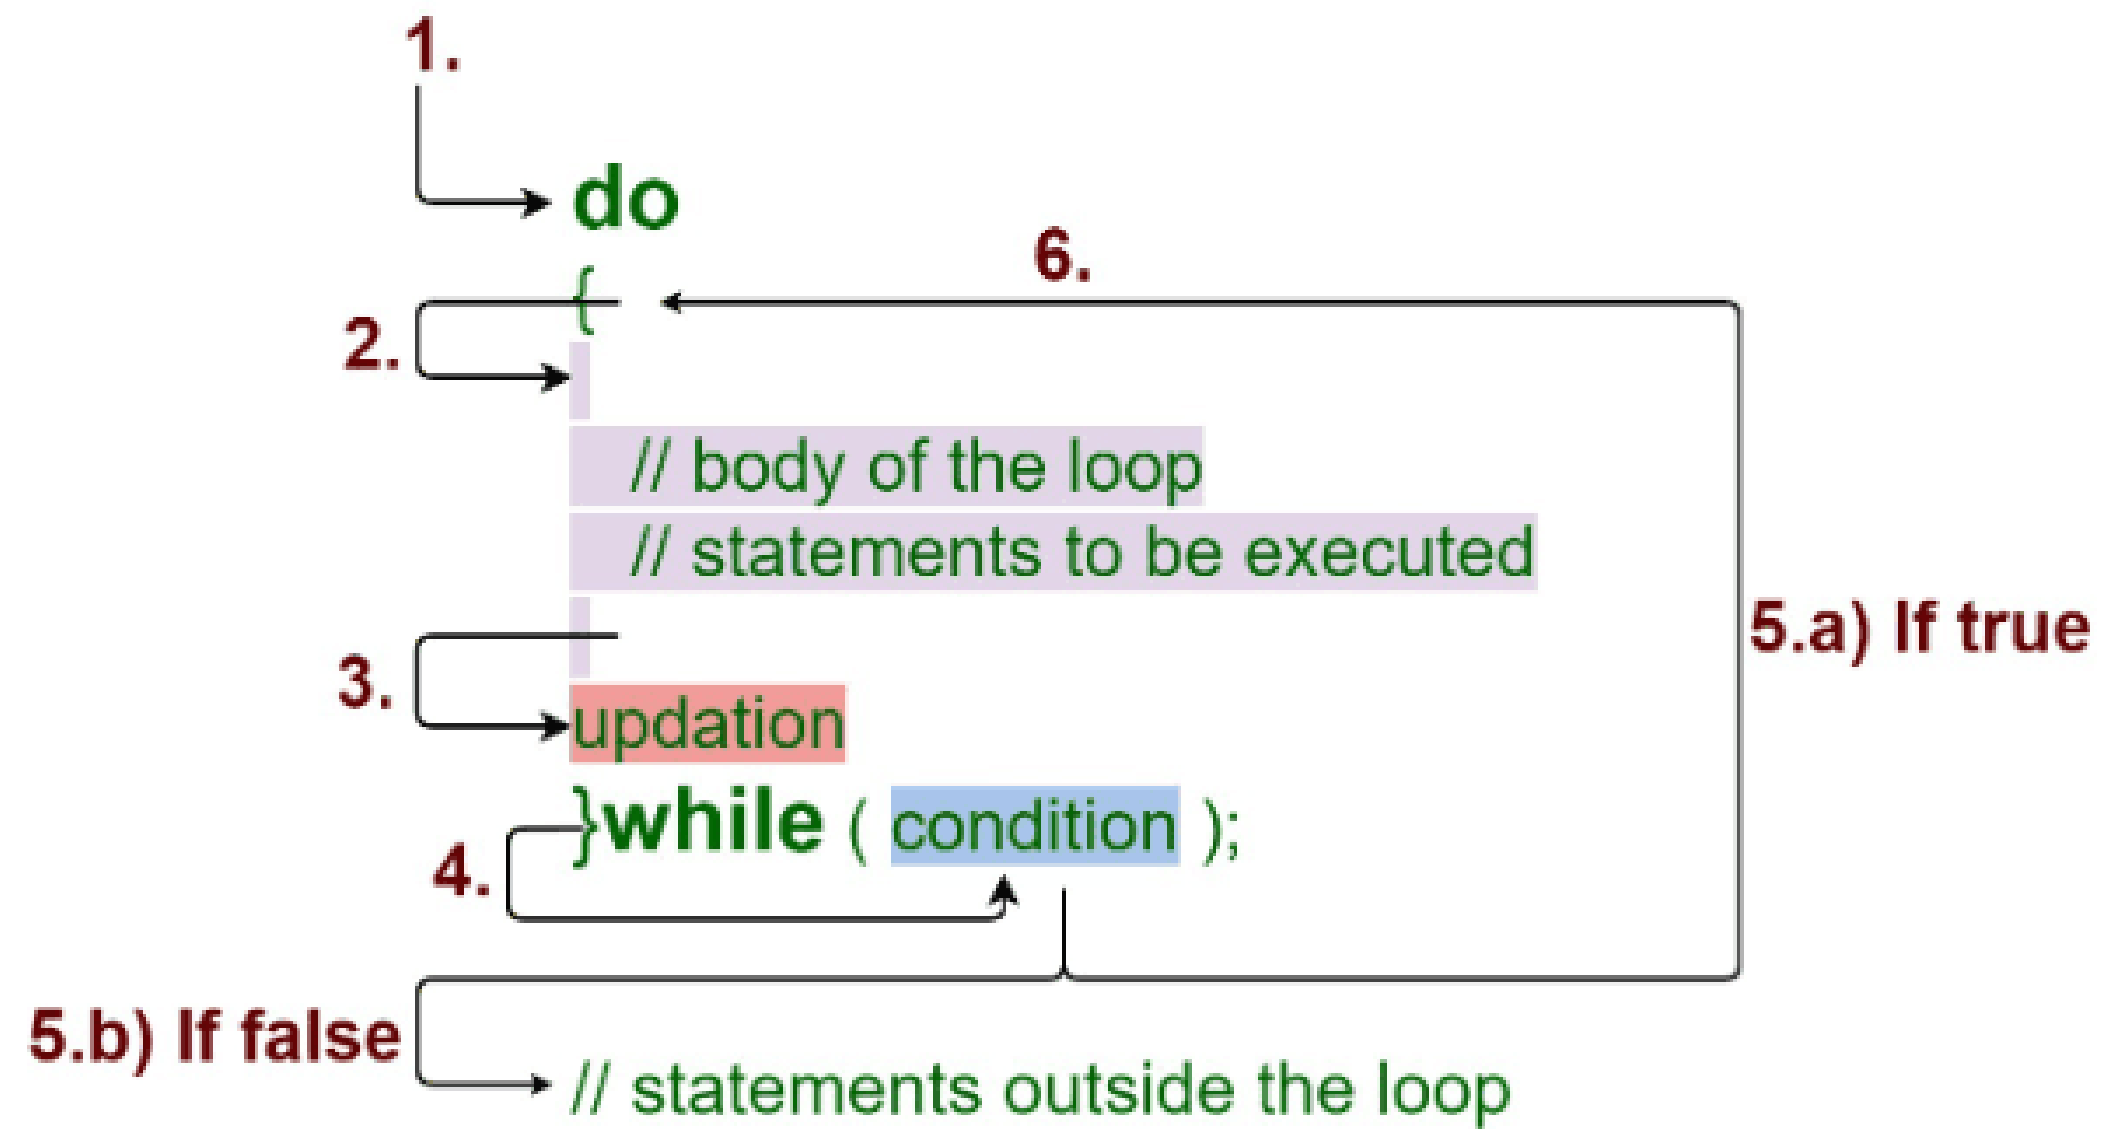 1.
do
6.
{
2.
// body of the loop
// statements to be executed
5.a) If true
3.
updation
}while ( condition );
4.
5.b) If false
// statements outside the loop